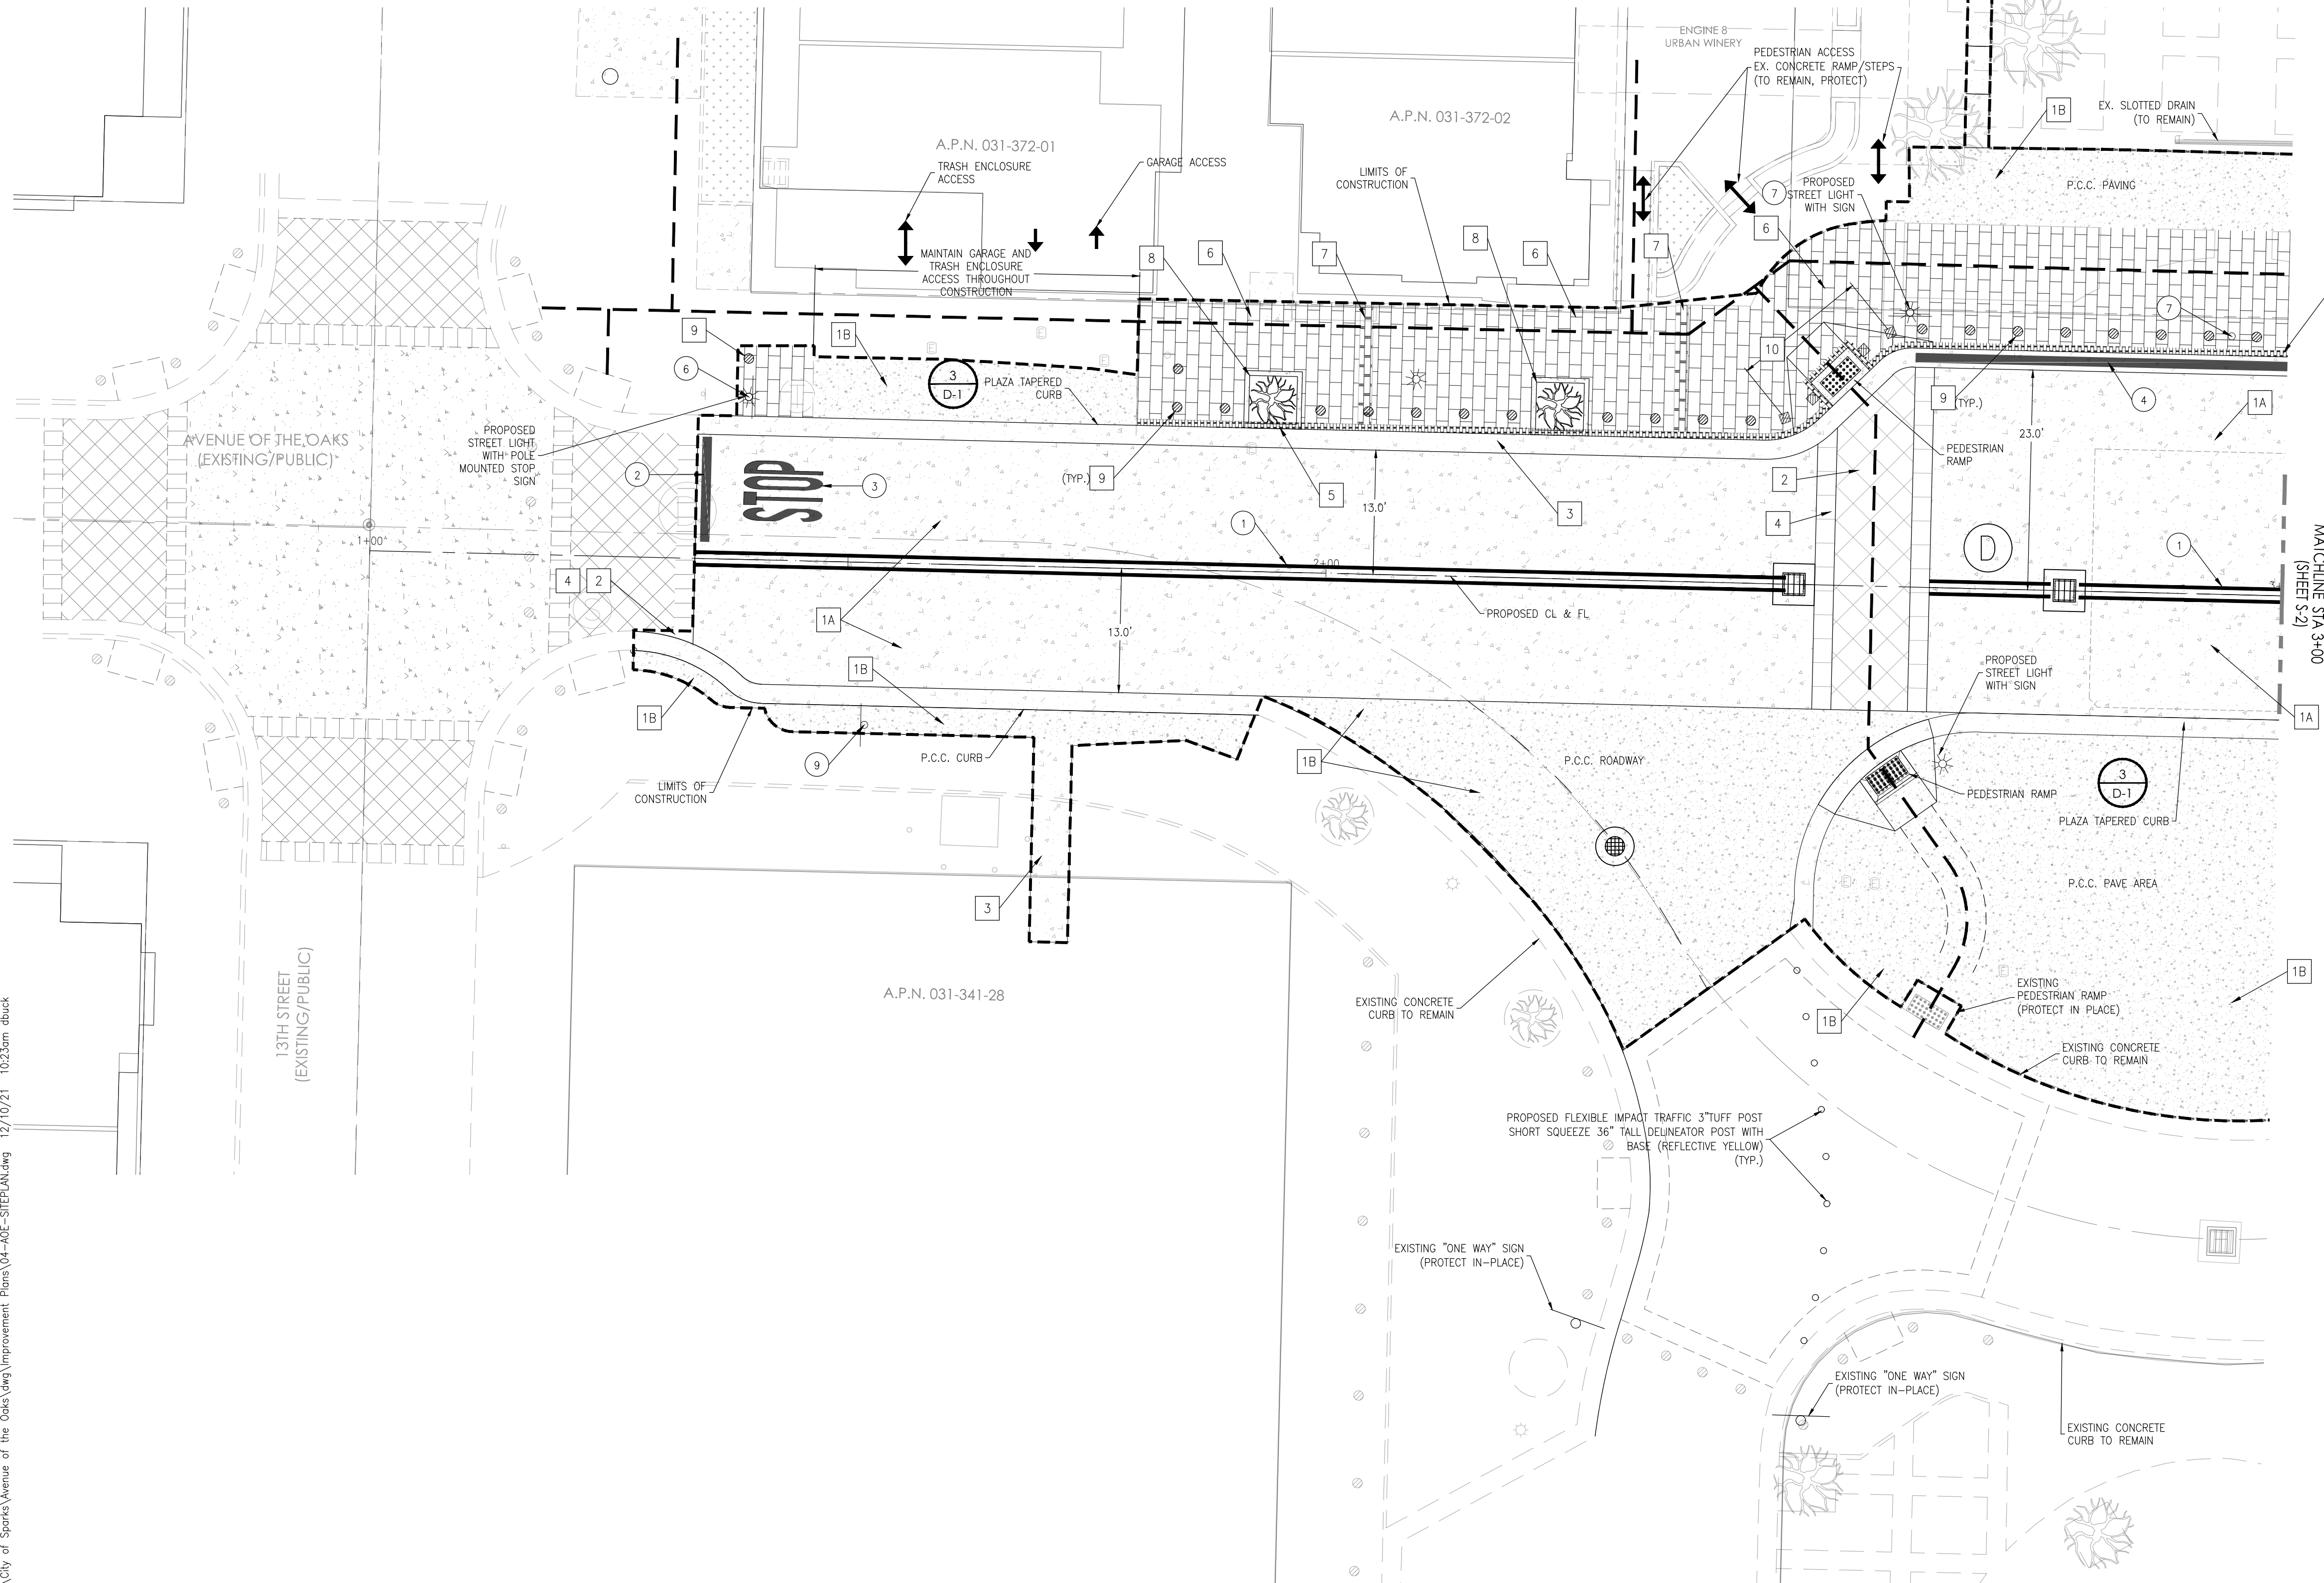 ENGINE 8
URBAN WINERY
PEDESTRIAN ACCESS
EX. CONCRETE RAMP/STEPS
(TO REMAIN, PROTECT)
1B
EX. SLOTTED DRAIN
(TO REMAIN)
A.P.N. 031-372-01
A.P.N. 031-372-02
TRASH ENCLOSURE
ACCESS
GARAGE ACCESS
LIMITS OF
CONSTRUCTION
7
PROPOSED
STREET LIGHT
WITH SIGN
P.C.C. PAVING
MAINTAIN GARAGE AND
TRASH ENCLOSURE
ACCESS THROUGHOUT
CONSTRUCTION
8
6
7
8
6
7
6
7
9
1B
6
3
D-1
PLAZA TAPERED
CURB
10
9
(TYP.)
4
1A
PROPOSED
STREET LIGHT
WITH POLE
MOUNTED STOP
SIGN
AVENUE OF THE OAKS
(EXISTING/PUBLIC)
2
STOP
3
(TYP.)
9
5
13.0'
3
2
4
PEDESTRIAN
RAMP
23.0'
D
1
1
1+00
2+00
MATCHLINE STA 3+00
(SHEET S-2)
4
2
1A
13.0'
PROPOSED CL & FL
1B
1B
9
P.C.C. CURB
LIMITS OF
CONSTRUCTION
1B
P.C.C. ROADWAY
PROPOSED
STREET LIGHT
WITH SIGN
1A
PEDESTRIAN RAMP
3
D-1
PLAZA TAPERED CURB
3
P.C.C. PAVE AREA
A.P.N. 031-341-28
13TH STREET
(EXISTING/PUBLIC)
EXISTING CONCRETE
CURB TO REMAIN
1B
EXISTING
PEDESTRIAN RAMP
(PROTECT IN PLACE)
1B
EXISTING CONCRETE
CURB TO REMAIN
PROPOSED FLEXIBLE IMPACT TRAFFIC 3"TUFF POST
SHORT SQUEEZE 36" TALL DELINEATOR POST WITH
BASE (REFLECTIVE YELLOW)
(TYP.)
EXISTING "ONE WAY" SIGN
(PROTECT IN-PLACE)
EXISTING "ONE WAY" SIGN
(PROTECT IN-PLACE)
EXISTING CONCRETE
CURB TO REMAIN
\City of Sparks\Avenue of the Oaks\dwg\Improvement Plans\04-AOE-SITEPLAN.dwg 12/10/21 10:23am dbuck